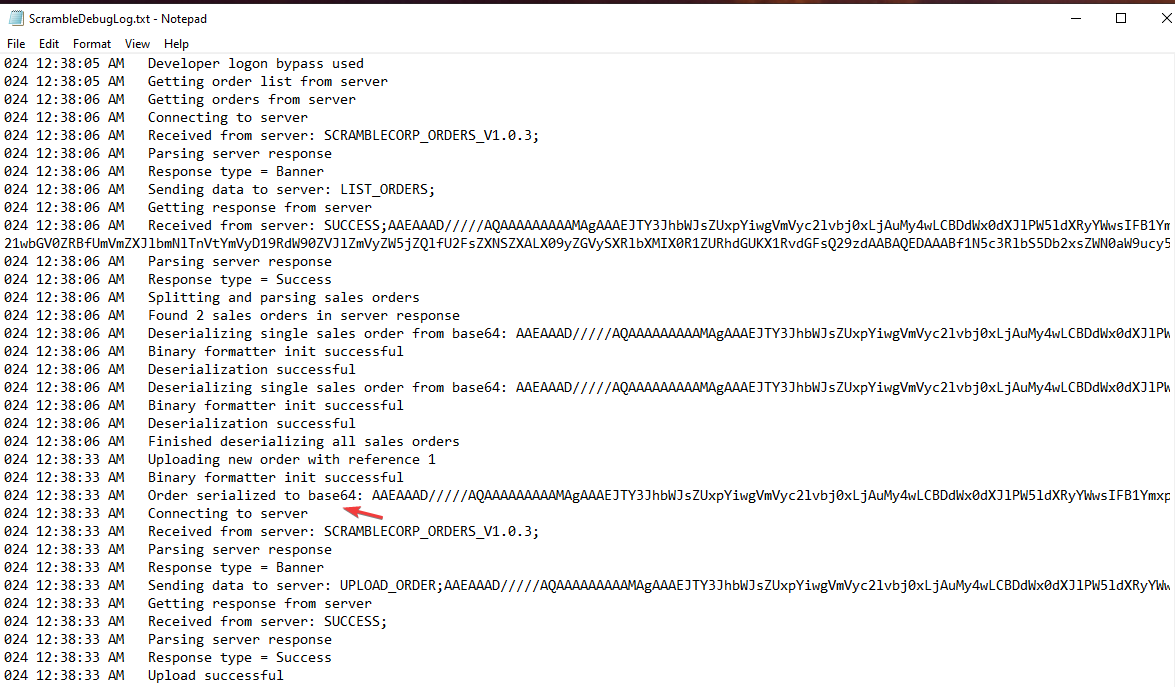 ScrambleDebugLog.txt - Notepad
File Edit Format View Help
024 12:38:05 AM Developer logon bypass used
024 12:38:05 AM Getting order list from server
024 12:38:06 AM Getting orders from server
024 12:38:06 AM Connecting to server
024 12:38:06 AM Received from server: SCRAMBLECORP_ORDERS_V1.0.3;
024 12:38:06 AM Parsing server response
024 12:38:06 AM Response type = Banner
024 12:38:06 AM Sending data to server: LIST_ORDERS;
024 12:38:06 AM Getting response from server
024 12:38:06 AM Received from server: SUCCESS;AAEAAAD/////AQAAAAAAAAAMAgAAAEJTY3JhbWJsZUxpYiwgVmVyc2lvbj0xLjAuMy4wLCBDdWx0dXJlPW5ldXRyYWwsIFB1Ym
21wbGV0ZRBfUmVmZXJlbmNlTnVtYmVyD19RdW90ZVJlZmVyZW5jZQlfU2FsZXNSZXALX09yZGVySXRlbXMIX0R1ZURhdGUKX1RvdGFsQ29zdAABAQEDAAABf1N5c3RlbS5Db2xsZWN0aW9ucy5
024 12:38:06 AM Parsing server response
024 12:38:06 AM Response type = Success
024 12:38:06 AM Splitting and parsing sales orders
024 12:38:06 AM Found 2 sales orders in server response
024 12:38:06 AM Deserializing single sales order from base64: AAEAAAD/////AQAAAAAAAAAMAgAAAEJTY3JhbWJsZUxpYiwgVmVyc2lvbj0xLjAuMy4wLCBDdWx0dXJlPW
024 12:38:06 AM Binary formatter init successful
024 12:38:06 AM Deserialization successful
024 12:38:06 AM Deserializing single sales order from base64: AAEAAAD/////AQAAAAAAAAAMAgAAAEJTY3JhbWJsZUxpYiwgVmVyc2lvbj0xLjAuMy4wLCBDdWx0dXJlPW
024 12:38:06 AM Binary formatter init successful
024 12:38:06 AM Deserialization successful
024 12:38:06 AM Finished deserializing all sales orders
024 12:38:33 AM Uploading new order with reference 1
024 12:38:33 AM Binary formatter init successful
024 12:38:33 AM Order serialized to base64: AAEAAAD/////AQAAAAAAAAAMAgAAAEJTY3JhbWJsZUxpYiwgVmVyc2lvbj0xLjAuMy4wLCBDdWx0dXJlPW5ldXRyYWwsIFB1Ymxp
024 12:38:33 AM Connecting to server
024 12:38:33 AM Received from server: SCRAMBLECORP_ORDERS_V1.0.3;
024 12:38:33 AM Parsing server response
024 12:38:33 AM Response type = Banner
024 12:38:33 AM Sending data to server: UPLOAD_ORDER;AAEAAAD/////AQAAAAAAAAAMAgAAAEJTY3JhbWJsZUxpYiwgVmVyc2lvbj0xLjAuMy4wLCBDdWx0dXJlPW5ldXRyYWw
024 12:38:33 AM Getting response from server
024 12:38:33 AM Received from server: SUCCESS;
024 12:38:33 AM Parsing server response
024 12:38:33 AM Response type = Success
024 12:38:33 AM Upload successful